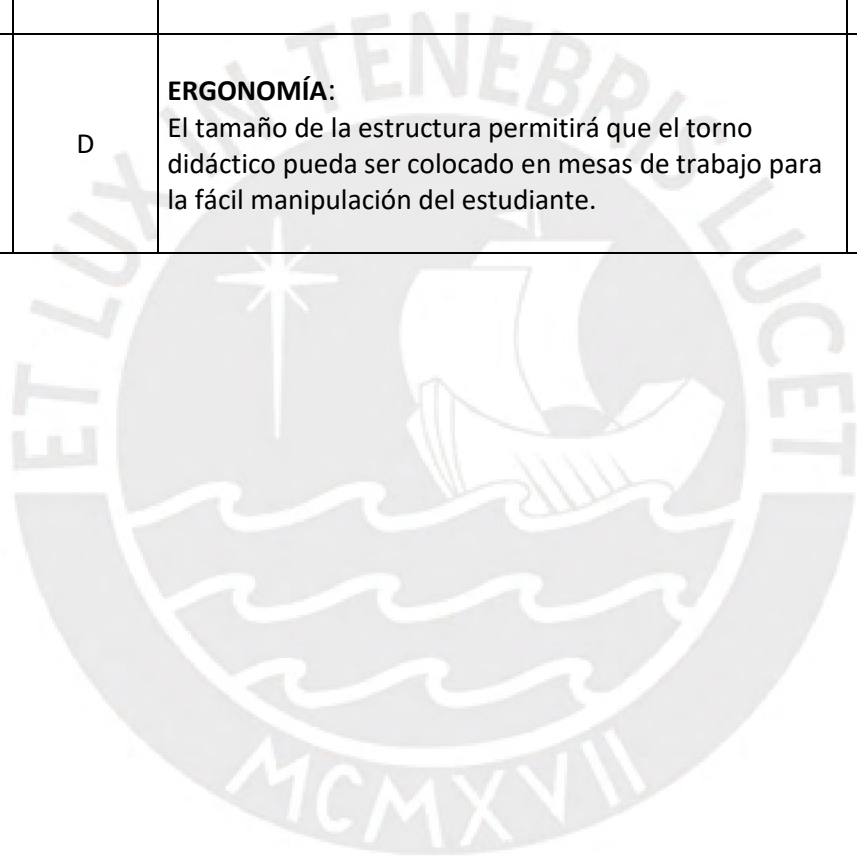 D
ERGONOMÍA:
El tamaño de la estructura permitirá que el torno
didáctico pueda ser colocado en mesas de trabajo para
la fácil manipulación del estudiante.
ET LUX IN TENEBRIS LUCET
MCMXVII